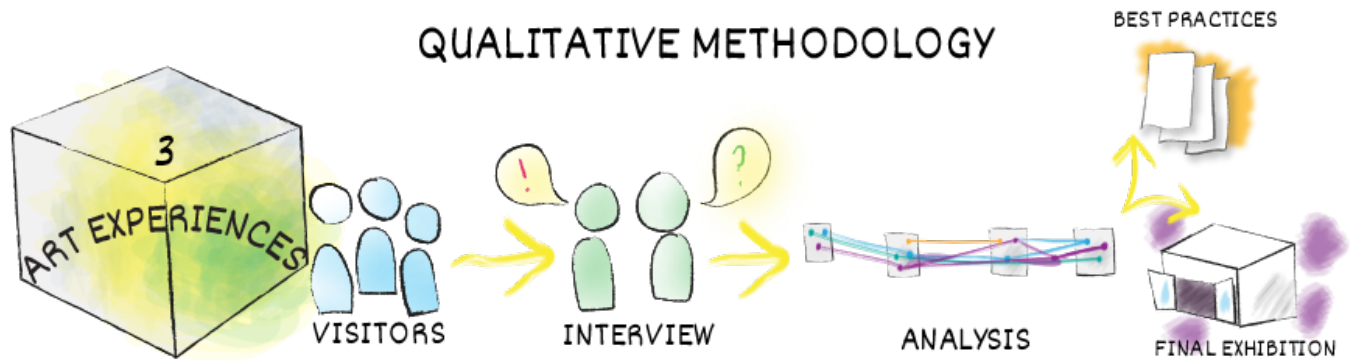 BEST PRACTICES
QUALITATIVE METHODOLOGY
3
ART EXPERIENCES
!
?
VISITORS
INTERVIEW
ANALYSIS
FINAL EXHIBITION